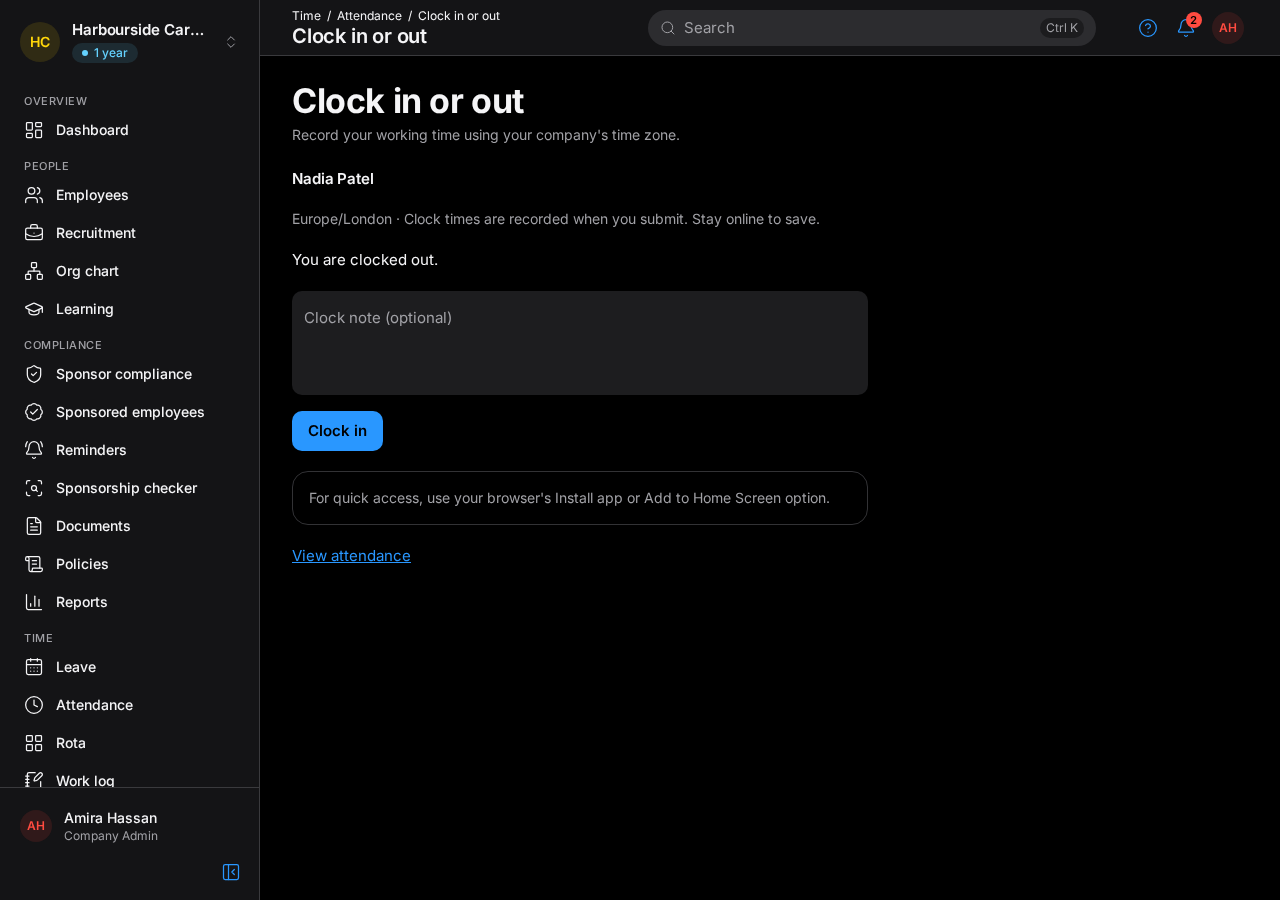 HC
Harbourside Car...
1 year
OVERVIEW
Dashboard
PEOPLE
Employees
Recruitment
Org chart
Learning
COMPLIANCE
Sponsor compliance
Sponsored employees
Reminders
Sponsorship checker
Documents
Policies
Reports
TIME
Leave
Attendance
Rota
Work log
AH
Amira Hassan
Company Admin
Time / Attendance / Clock in or out
Clock in or out
Search
Ctrl K
2
AH
Clock in or out
Record your working time using your company's time zone.
Nadia Patel
Europe/London · Clock times are recorded when you submit. Stay online to save.
You are clocked out.
Clock note (optional)
Clock in
For quick access, use your browser's Install app or Add to Home Screen option.
View attendance